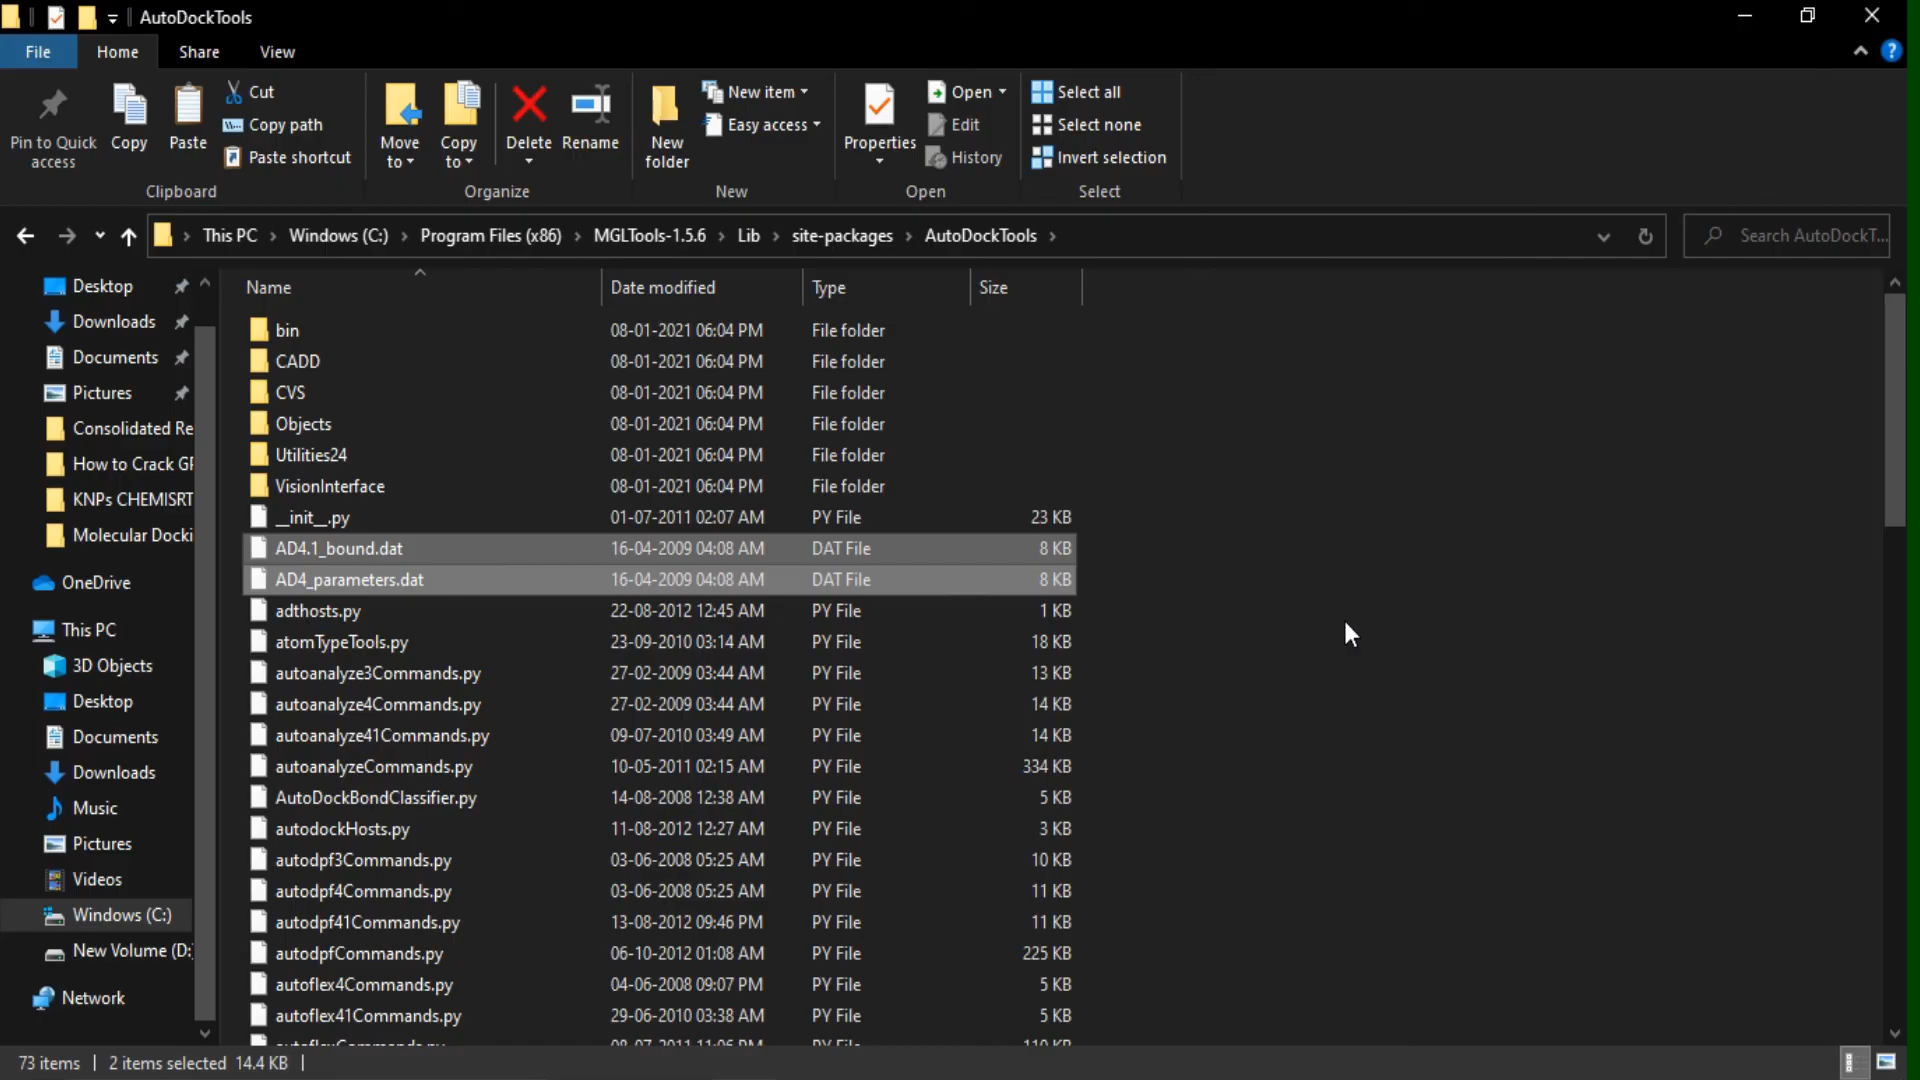 AutoDockTools
File Home Share View
Pin to Quick access
Copy
Paste
Cut
Copy path
Paste shortcut
Clipboard
Move to
Copy to
Delete
Rename
Organize
New folder
New item
Easy access
New
Properties
Open
Edit
History
Open
Select all
Select none
Invert selection
Select
This PC > Windows (C:) > Program Files (x86) > MGLTools-1.5.6 > Lib > site-packages > AutoDockTools >
Search AutoDockT...
Desktop
Downloads
Documents
Pictures
Consolidated Re
How to Crack GP
KNPs CHEMISRT
Molecular Docki
OneDrive
This PC
3D Objects
Desktop
Documents
Downloads
Music
Pictures
Videos
Windows (C:)
New Volume (D:
Network
Name Date modified Type Size
bin 08-01-2021 06:04 PM File folder
CADD 08-01-2021 06:04 PM File folder
CVS 08-01-2021 06:04 PM File folder
Objects 08-01-2021 06:04 PM File folder
Utilities24 08-01-2021 06:04 PM File folder
VisionInterface 08-01-2021 06:04 PM File folder
__init__.py 01-07-2011 02:07 AM PY File 23 KB
AD4.1_bound.dat 16-04-2009 04:08 AM DAT File 8 KB
AD4_parameters.dat 16-04-2009 04:08 AM DAT File 8 KB
adthosts.py 22-08-2012 12:45 AM PY File 1 KB
atomTypeTools.py 23-09-2010 03:14 AM PY File 18 KB
autoanalyze3Commands.py 27-02-2009 03:44 AM PY File 13 KB
autoanalyze4Commands.py 27-02-2009 03:44 AM PY File 14 KB
autoanalyze41Commands.py 09-07-2010 03:49 AM PY File 14 KB
autoanalyzeCommands.py 10-05-2011 02:15 AM PY File 334 KB
AutoDockBondClassifier.py 14-08-2008 12:38 AM PY File 5 KB
autodockHosts.py 11-08-2012 12:27 AM PY File 3 KB
autodpf3Commands.py 03-06-2008 05:25 AM PY File 10 KB
autodpf4Commands.py 03-06-2008 05:25 AM PY File 11 KB
autodpf41Commands.py 13-08-2012 09:46 PM PY File 11 KB
autodpfCommands.py 06-10-2012 01:08 AM PY File 225 KB
autoflex4Commands.py 04-06-2008 09:07 PM PY File 5 KB
autoflex41Commands.py 29-06-2010 03:38 AM PY File 5 KB
autoflexCommands.py 08-07-2011 11:06 PM PY File 110 KB
73 items | 2 items selected 14.4 KB |